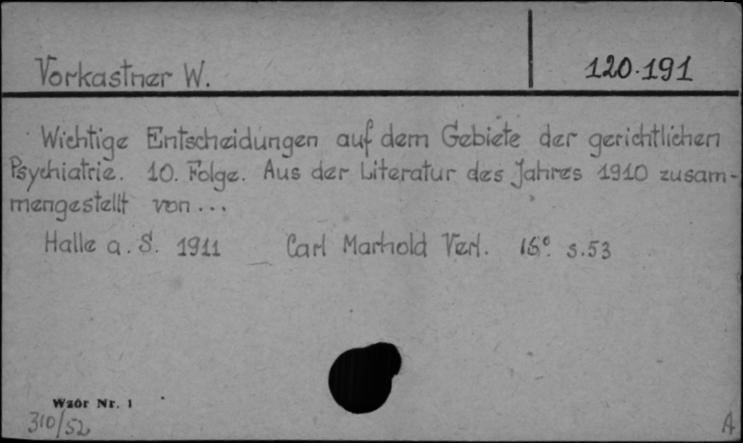 Vorkastner W.
120.191
Wichtige Entscheidungen auf dem Gebiete der gerichtlichen
Psychiatrie. 10. Folge. Aus der Literatur des Jahres 1910 zusam-
mengestellt von...
Halle a. S. 1911 Carl Marhold Verl. 16°. s.53
Wzór Nr. 1
310/52
A